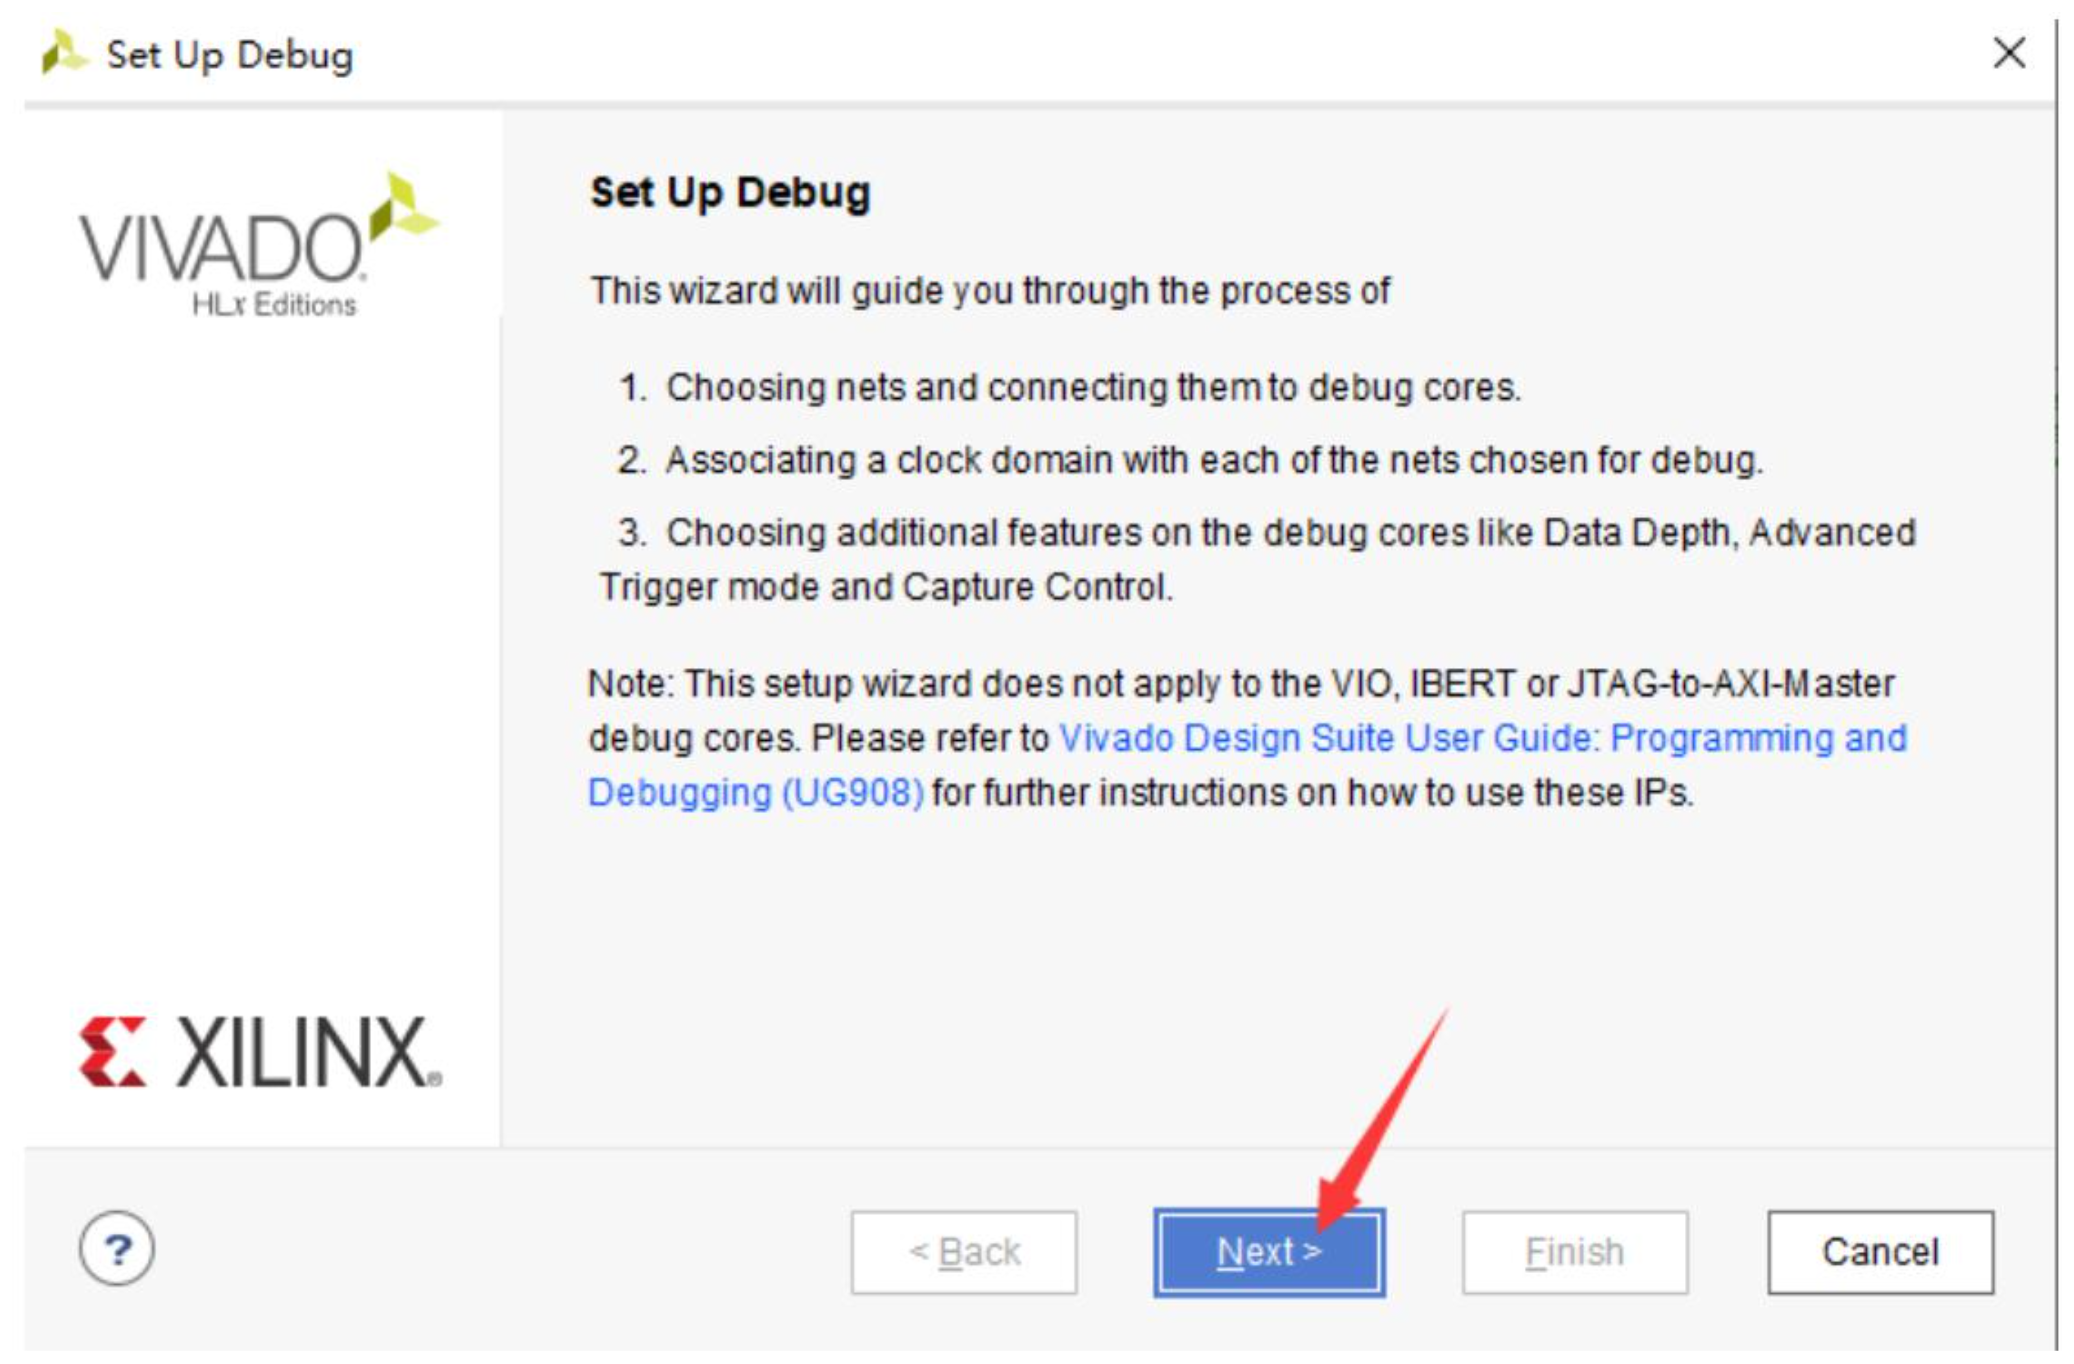 Set Up Debug
VIVADO.
HLx Editions
Set Up Debug
This wizard will guide you through the process of
1. Choosing nets and connecting them to debug cores.
2. Associating a clock domain with each of the nets chosen for debug.
3. Choosing additional features on the debug cores like Data Depth, Advanced
Trigger mode and Capture Control.
Note: This setup wizard does not apply to the VIO, IBERT or JTAG-to-AXI-Master
debug cores. Please refer to Vivado Design Suite User Guide: Programming and
Debugging (UG908) for further instructions on how to use these IPs.
XILINX®
?
< Back
Next >
Finish
Cancel